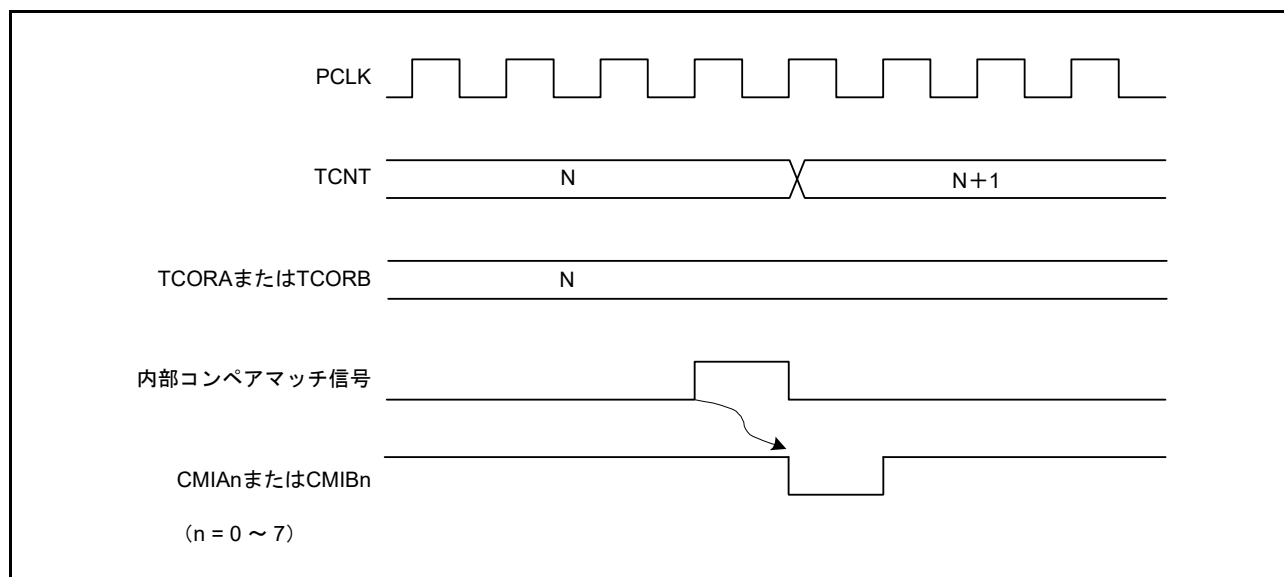 PCLK
TCNT
N
N+1
TCORAまたはTCORB
N
内部コンペアマッチ信号
CMIAnまたはCMIBn
(n = 0 ～ 7)